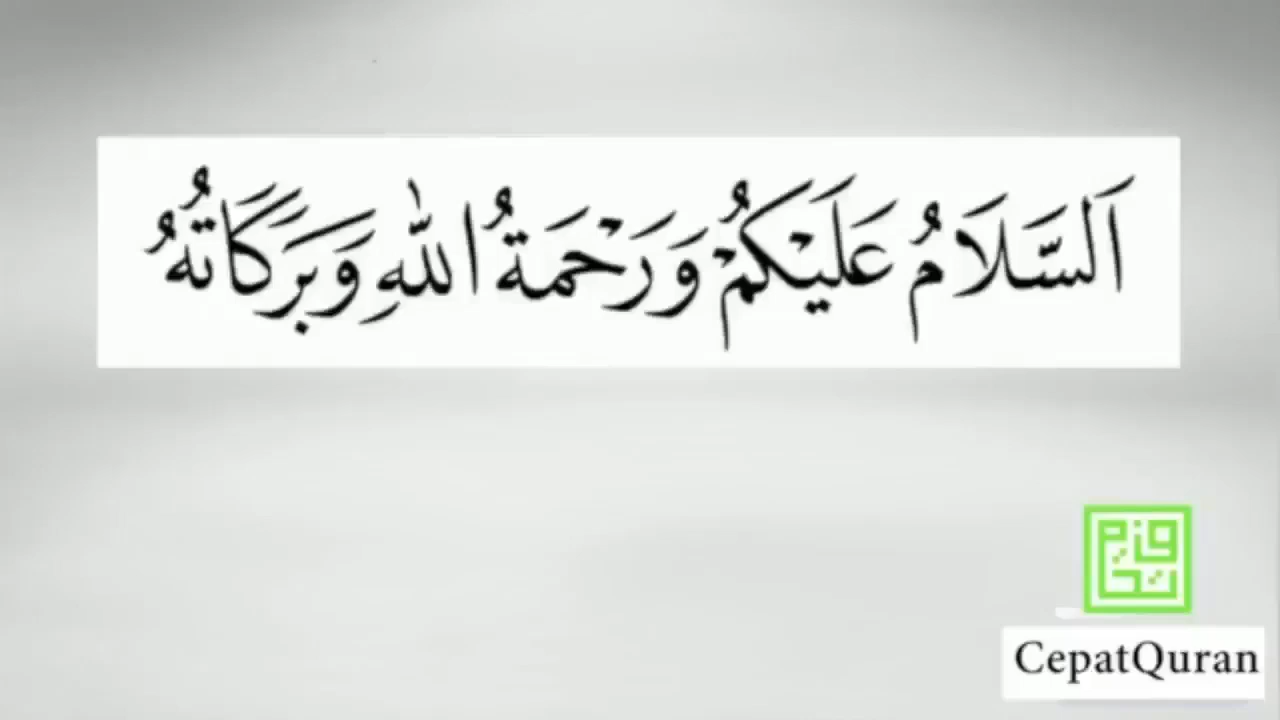 اَلسَّلَامُ عَلَيْكُمْ وَرَحْمَةُ اللهِ وَبَرَكَاتُهُ
CepatQuran